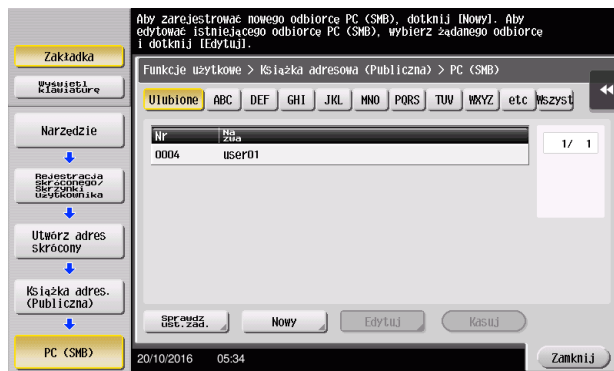 Aby zarejestrować nowego odbiorcę PC (SMB), dotknij [Nowy]. Aby
edytować istniejącego odbiorcę PC (SMB), wybierz żądanego odbiorcę
i dotknij [Edytuj].
Zakładka
Wyświetl
klawiaturę
Funkcje użytkowe > Książka adresowa (Publiczna) > PC (SMB)
Ulubione ABC DEF GHI JKL MNO PQRS TUV WXYZ etc Wszyst
Narzędzie
Nr Na
zwa
1/ 1
0004 user01
Rejestracja
skróconego/
Skrzynki
użytkownika
Utwórz adres
skrócony
Książka adres.
(Publiczna)
Sprawdz
ust.zad.
Nowy Edytuj Kasuj
PC (SMB)
20/10/2016 05:34 Zamknij